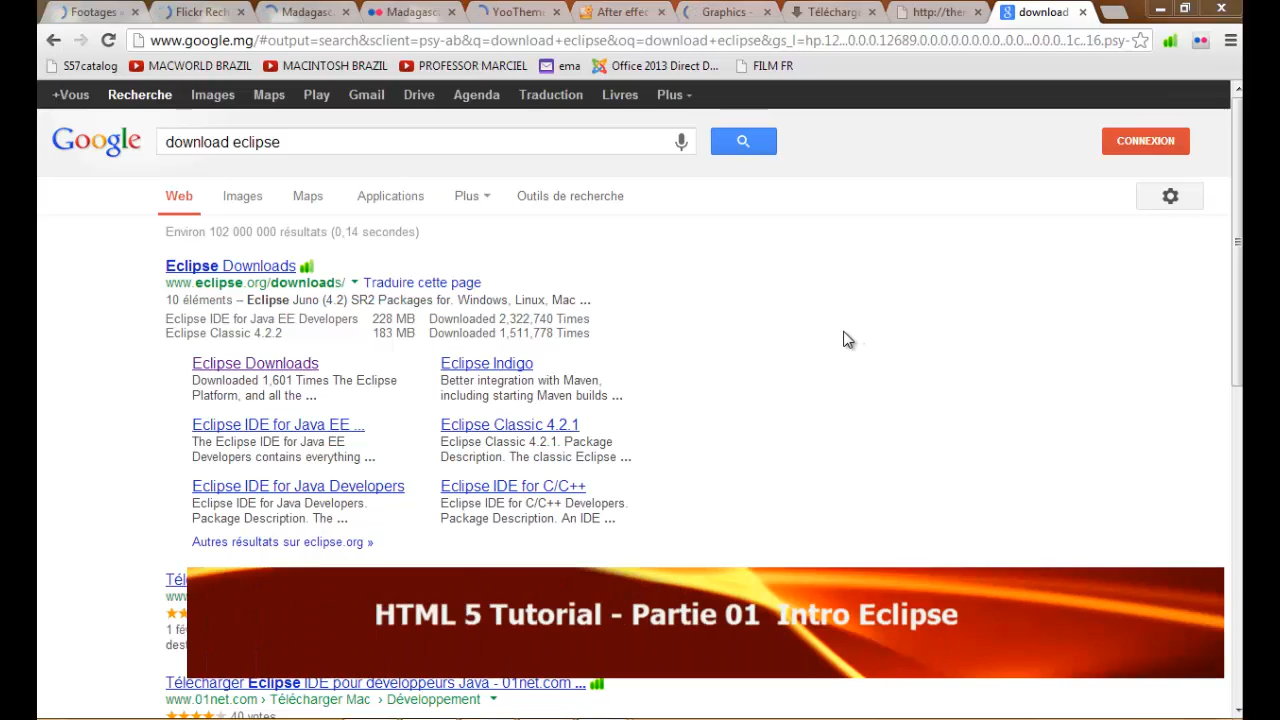 Footages
Flickr Rech
Madagasc
Madagasc
YooThem
After effec
Graphics -
Télécharg
http://the
download
www.google.mg/#output=search&sclient=psy-ab&q=download+eclipse&oq=download+eclipse&gs_l=hp.12...0.0.0.12689.0.0.0.0.0.0.0.0..0.0...0.0...1c..16.psy-
S57catalog
MACWORLD BRAZIL
MACINTOSH BRAZIL
PROFESSOR MARCIEL
ema
Office 2013 Direct D...
FILM FR
+Vous Recherche Images Maps Play Gmail Drive Agenda Traduction Livres Plus
Google
download eclipse
CONNEXION
Web Images Maps Applications Plus Outils de recherche
Environ 102 000 000 résultats (0,14 secondes)
Eclipse Downloads
www.eclipse.org/downloads/ Traduire cette page
10 éléments – Eclipse Juno (4.2) SR2 Packages for. Windows, Linux, Mac ...
Eclipse IDE for Java EE Developers 228 MB Downloaded 2,322,740 Times
Eclipse Classic 4.2.2 183 MB Downloaded 1,511,778 Times
Eclipse Downloads
Downloaded 1,601 Times The Eclipse
Platform, and all the ...
Eclipse Indigo
Better integration with Maven,
including starting Maven builds ...
Eclipse IDE for Java EE ...
The Eclipse IDE for Java EE
Developers contains everything ...
Eclipse Classic 4.2.1
Eclipse Classic 4.2.1. Package
Description. The classic Eclipse ...
Eclipse IDE for Java Developers
Eclipse IDE for Java Developers.
Package Description. The ...
Eclipse IDE for C/C++
Eclipse IDE for C/C++ Developers.
Package Description. An IDE ...
Autres résultats sur eclipse.org »
Tél
www
1 fé
dest
HTML 5 Tutorial - Partie 01 Intro Eclipse
Télécharger Eclipse IDE pour développeurs Java - 01net.com ...
www.01net.com › Télécharger Mac › Développement
40 votes